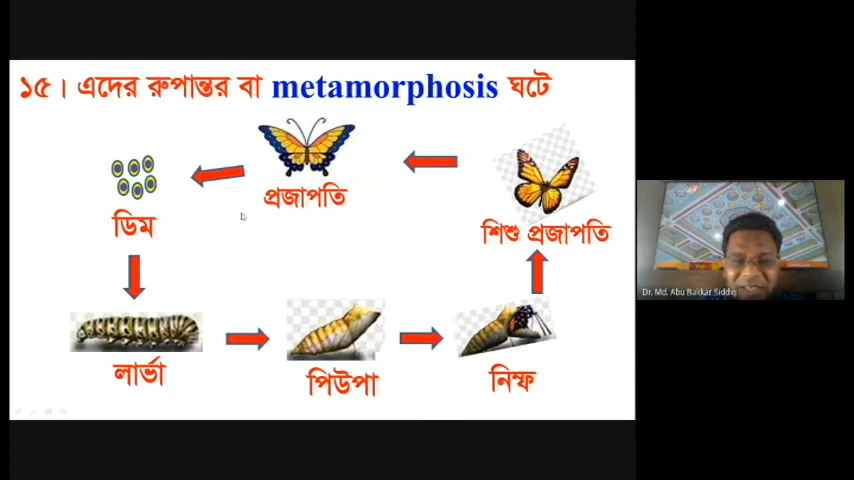 ১৫। এদের রুপান্তর বা metamorphosis ঘটে
প্রজাপতি
ডিম
শিশু প্রজাপতি
লার্ভা
পিউপা
নিম্ফ
Dr. Md. Abu Bakkar Siddiq